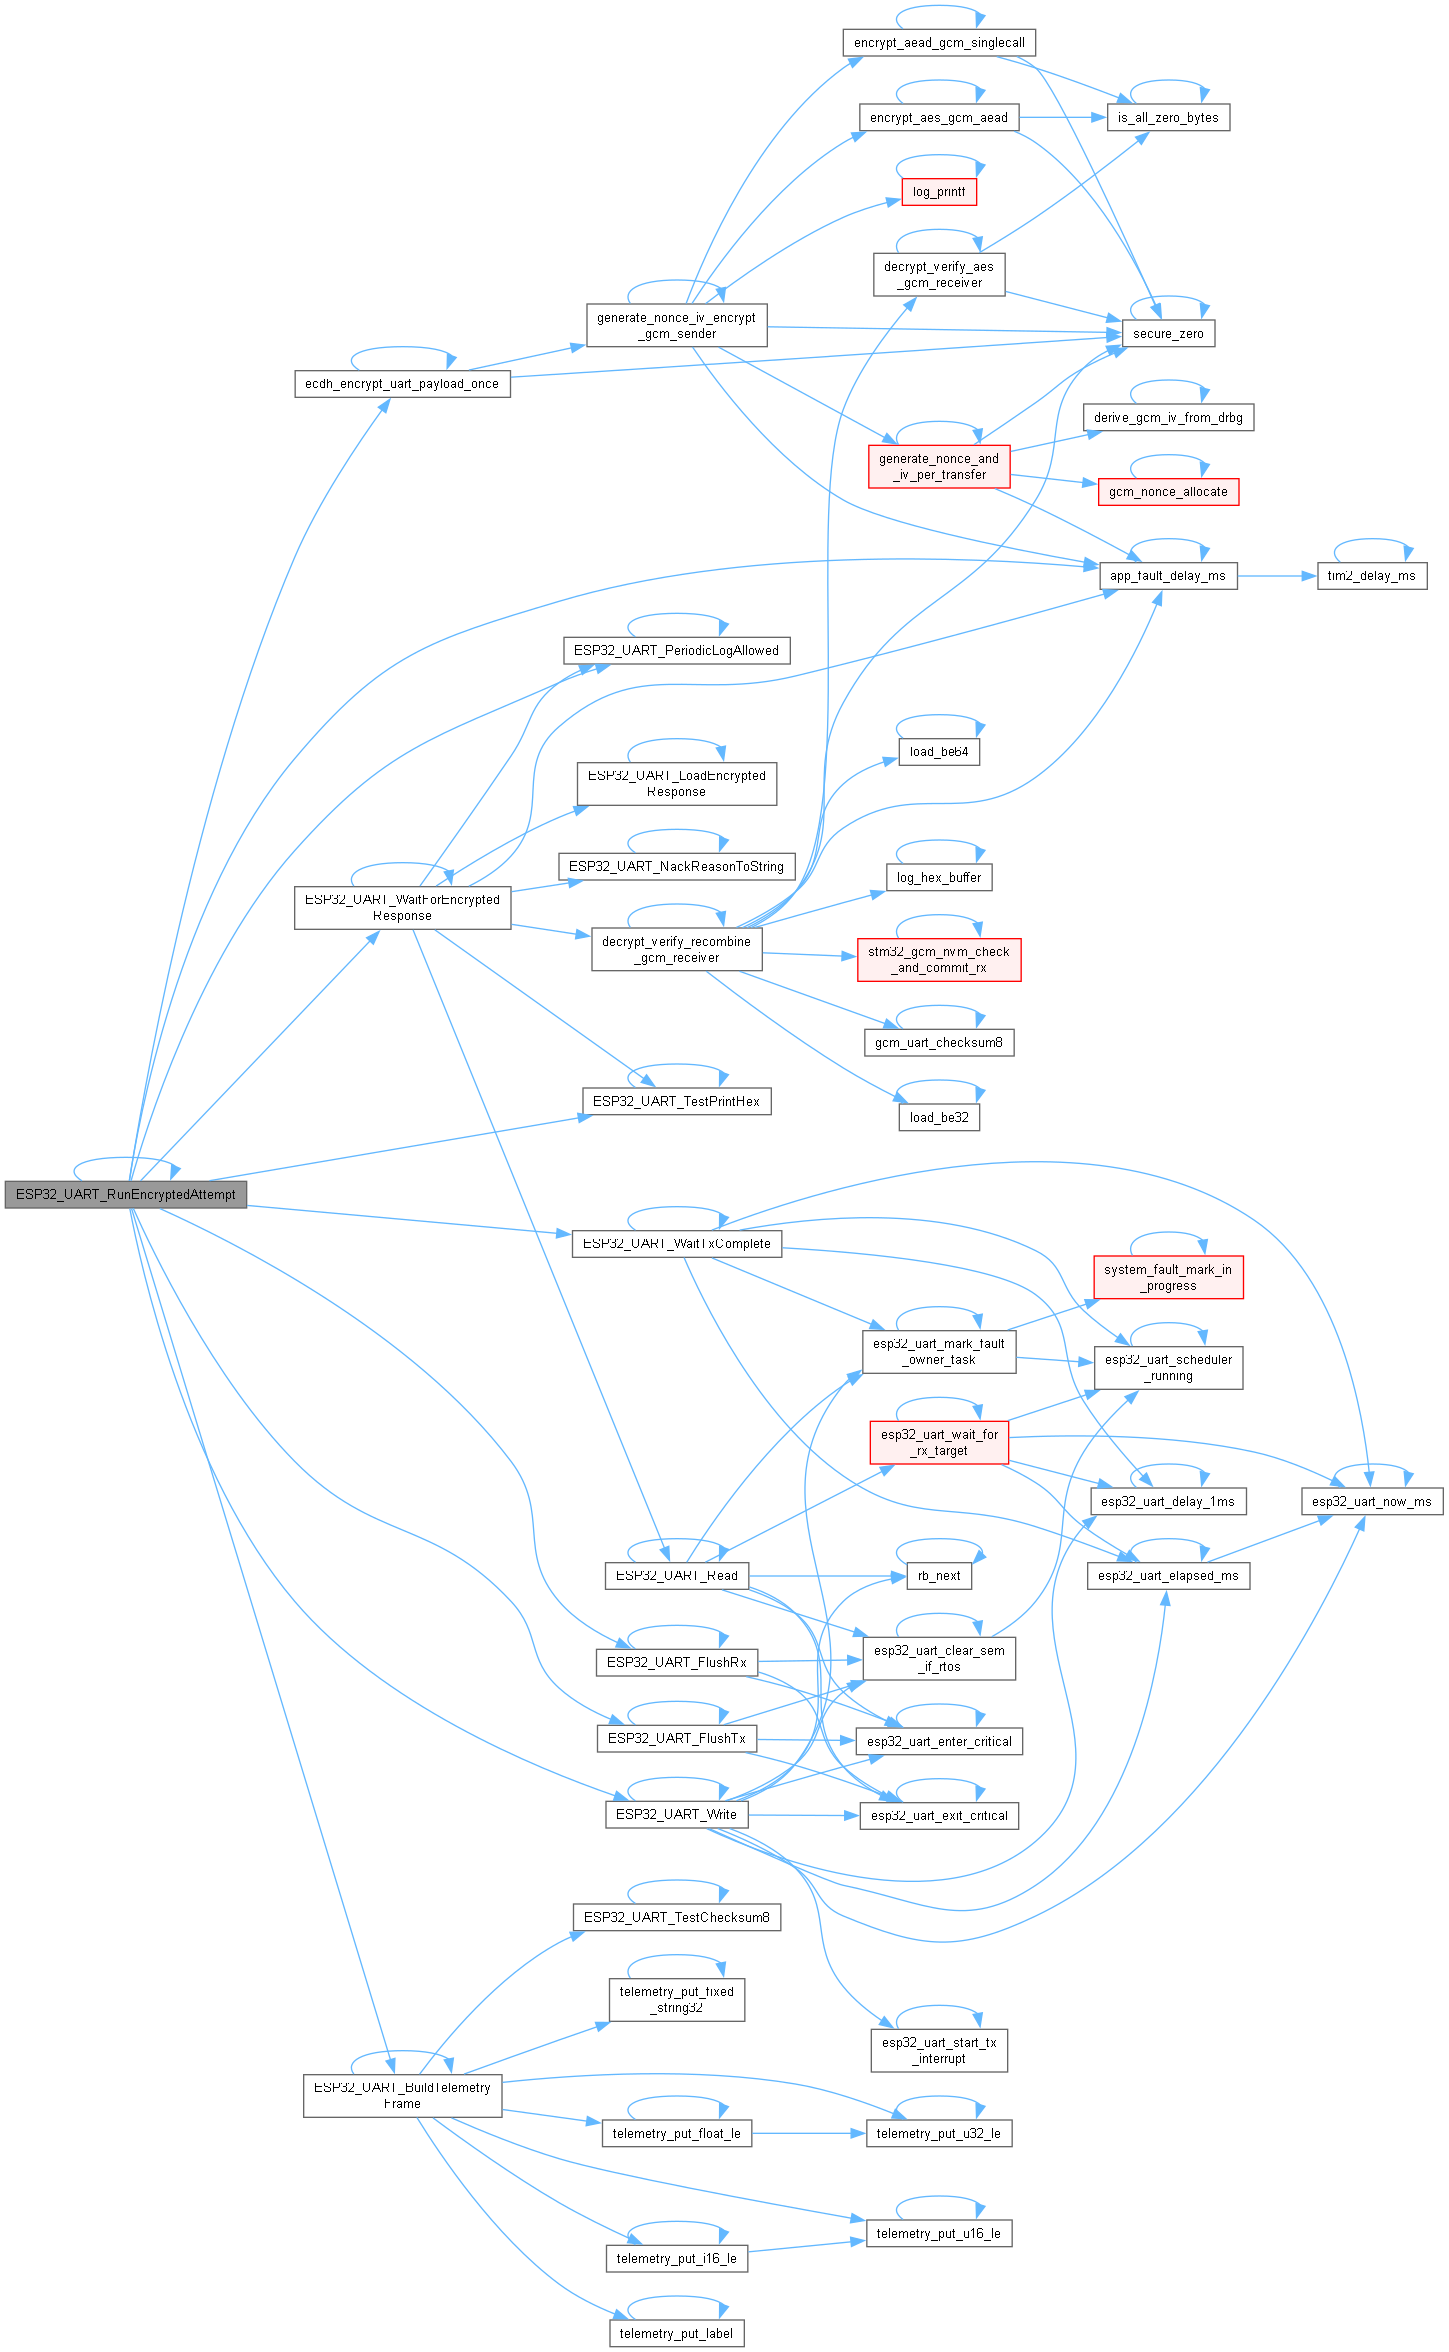 encrypt_aead_gcm_singlecall
encrypt_aes_gcm_aead
is_all_zero_bytes
log_printf
decrypt_verify_aes
_gcm_receiver
generate_nonce_iv_encrypt
_gcm_sender
secure_zero
ecdh_encrypt_uart_payload_once
derive_gcm_iv_from_drbg
generate_nonce_and
_iv_per_transfer
gcm_nonce_allocate
app_fault_delay_ms
tim2_delay_ms
ESP32_UART_PeriodicLogAllowed
load_be64
ESP32_UART_LoadEncrypted
Response
ESP32_UART_NackReasonToString
log_hex_buffer
ESP32_UART_WaitForEncrypted
Response
decrypt_verify_recombine
_gcm_receiver
stm32_gcm_nvm_check
_and_commit_rx
gcm_uart_checksum8
ESP32_UART_TestPrintHex
load_be32
ESP32_UART_RunEncryptedAttempt
ESP32_UART_WaitTxComplete
system_fault_mark_in
_progress
esp32_uart_mark_fault
_owner_task
esp32_uart_scheduler
_running
esp32_uart_wait_for
_rx_target
esp32_uart_delay_1ms
esp32_uart_now_ms
ESP32_UART_Read
rb_next
esp32_uart_elapsed_ms
ESP32_UART_FlushRx
esp32_uart_clear_sem
_if_rtos
ESP32_UART_FlushTx
esp32_uart_enter_critical
ESP32_UART_Write
esp32_uart_exit_critical
ESP32_UART_TestChecksum8
telemetry_put_fixed
_string32
esp32_uart_start_tx
_interrupt
ESP32_UART_BuildTelemetry
Frame
telemetry_put_float_le
telemetry_put_u32_le
telemetry_put_u16_le
telemetry_put_i16_le
telemetry_put_label